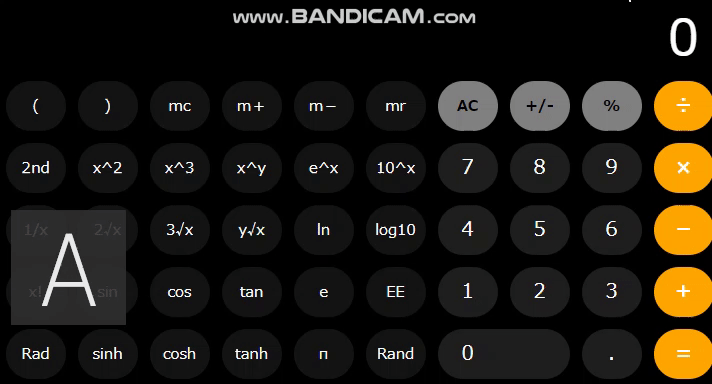 www.BANDICAM.com
0
( ) mc m+ m− mr AC +/- % ÷
2nd x^2 x^3 x^y e^x 10^x 7 8 9 ×
1/x 2√x 3√x y√x ln log10 4 5 6 −
x! sin cos tan e EE 1 2 3 +
A
Rad sinh cosh tanh п Rand 0 . =